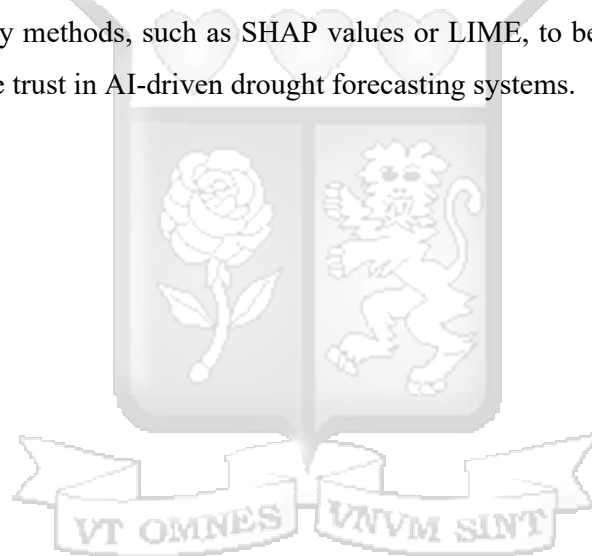 y methods, such as SHAP values or LIME, to be
e trust in AI-driven drought forecasting systems.
VT OMNES VNVM SINT